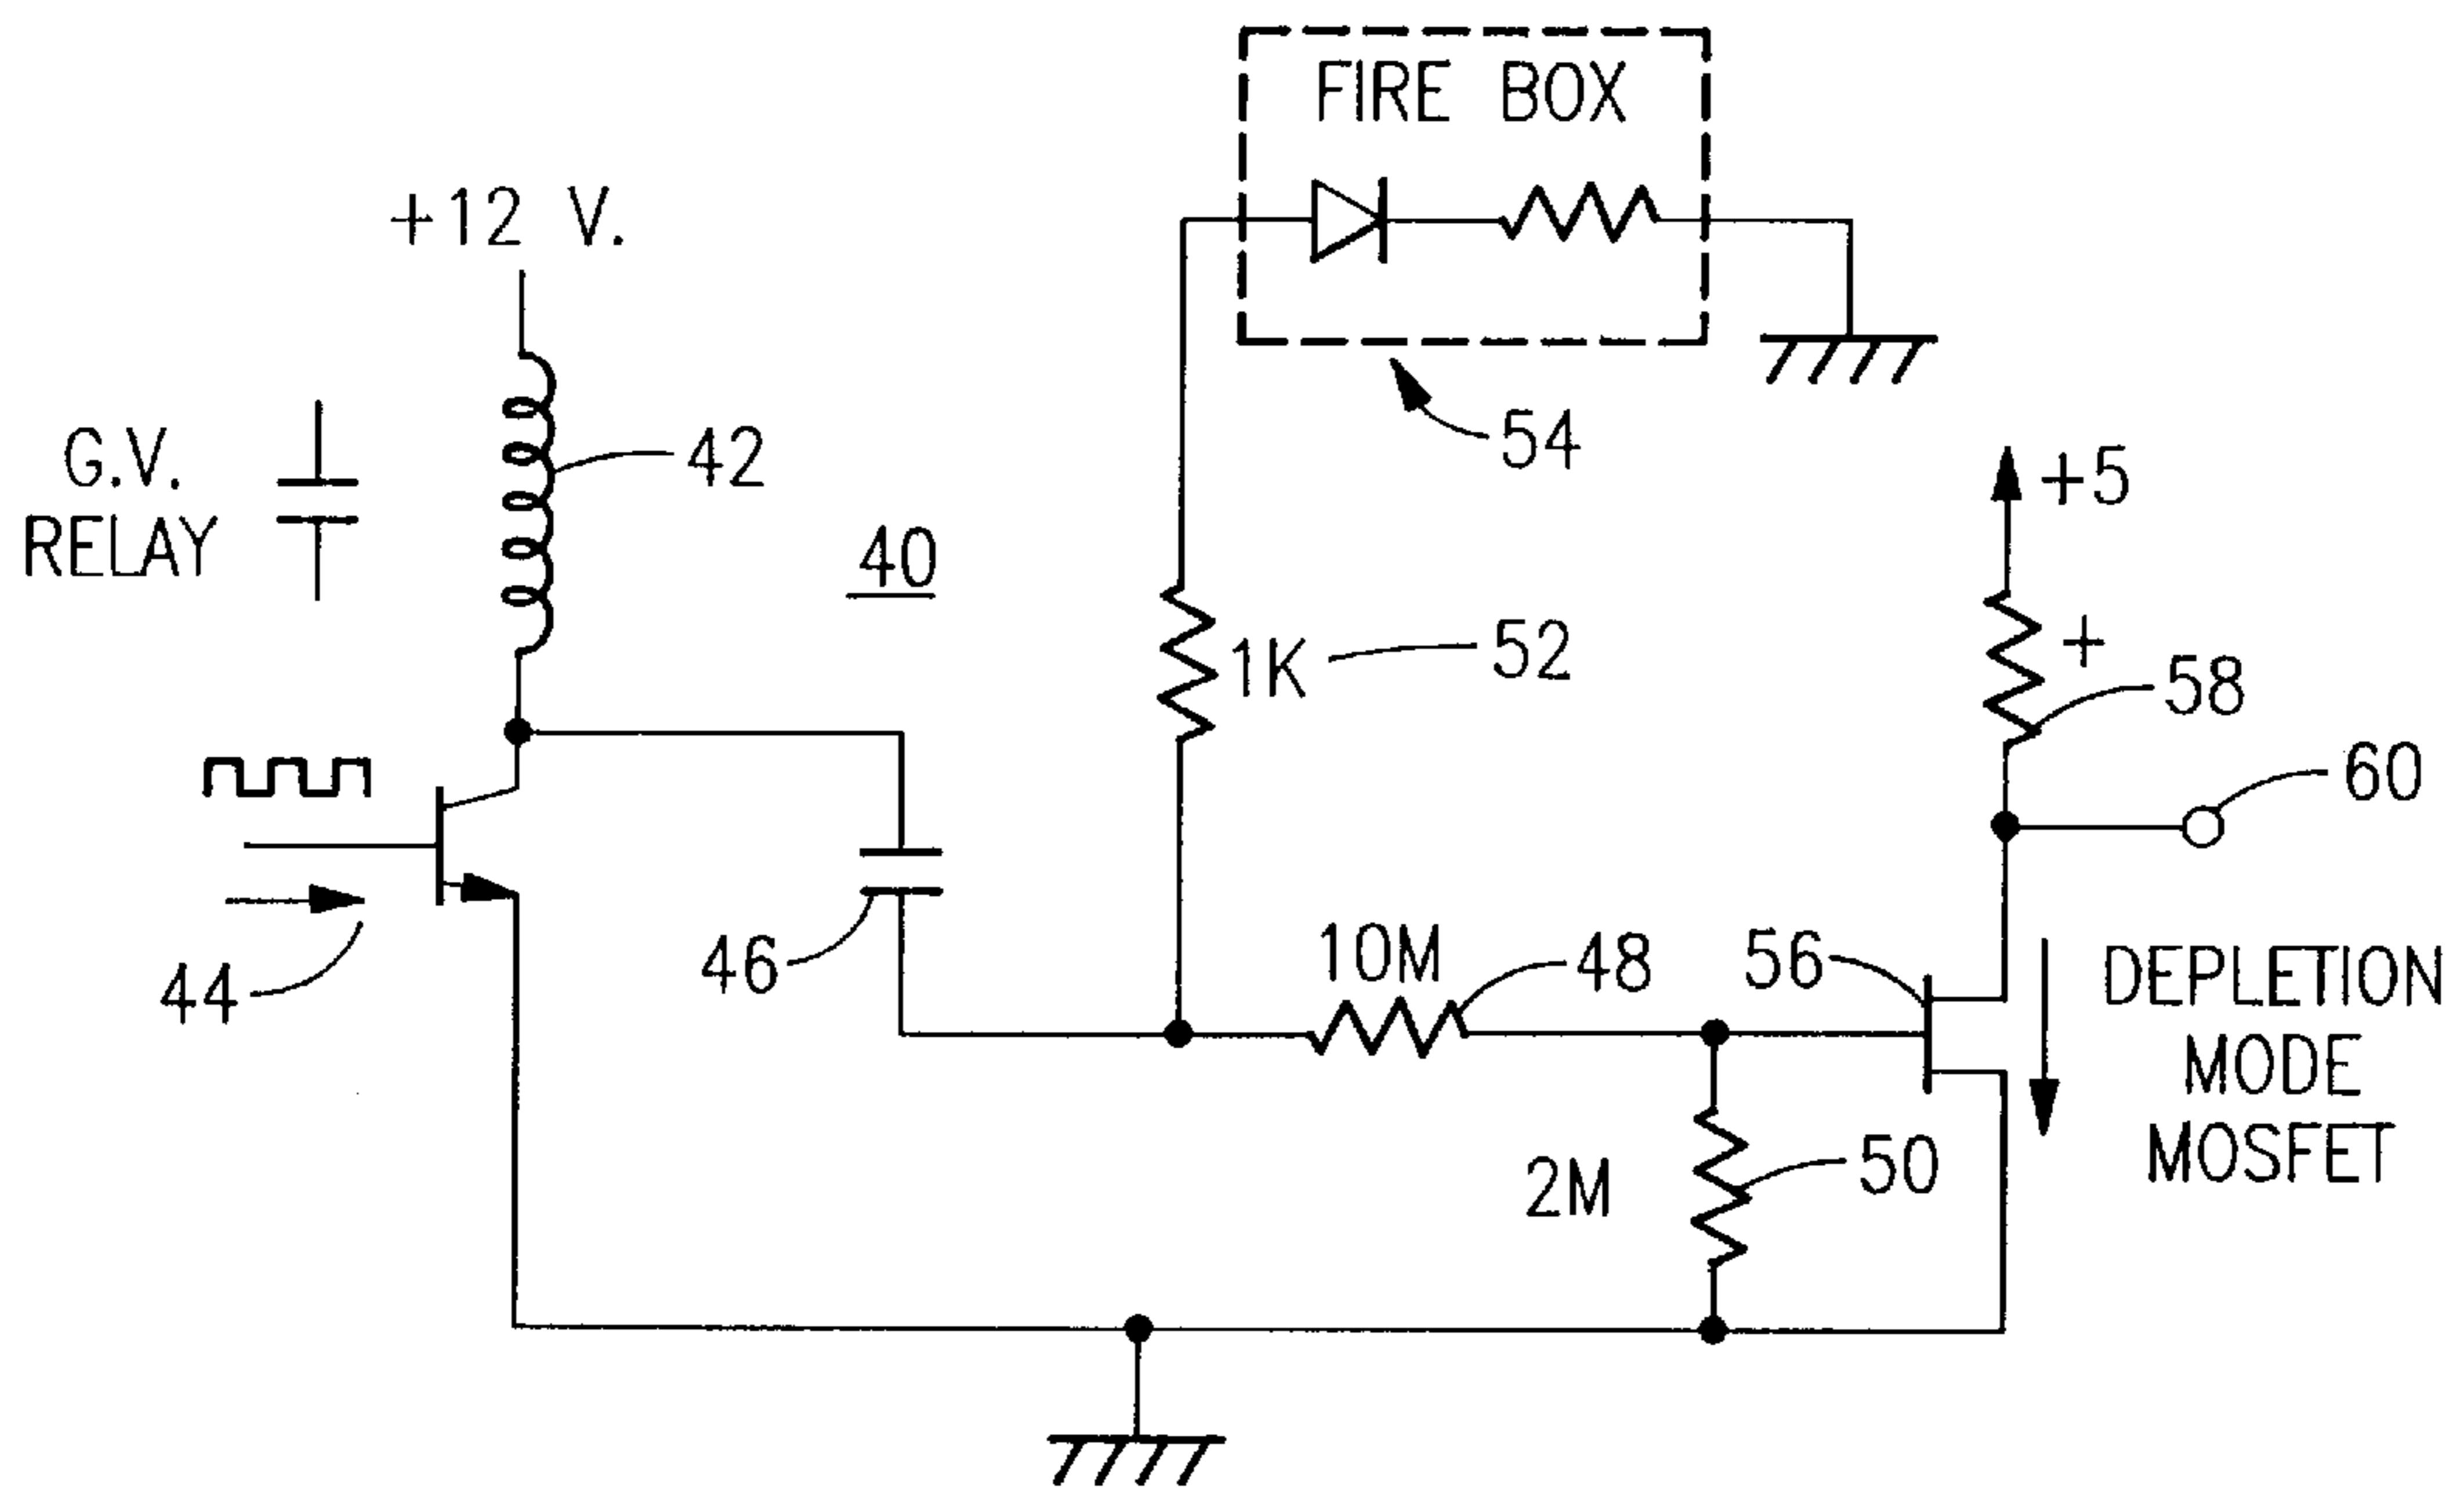 FIRE BOX
+12 V.
54
G.V.
RELAY
42
+5
40
1K
52
+
58
60
44
46
10M
48
56
DEPLETION
MODE
MOSFET
2M
50